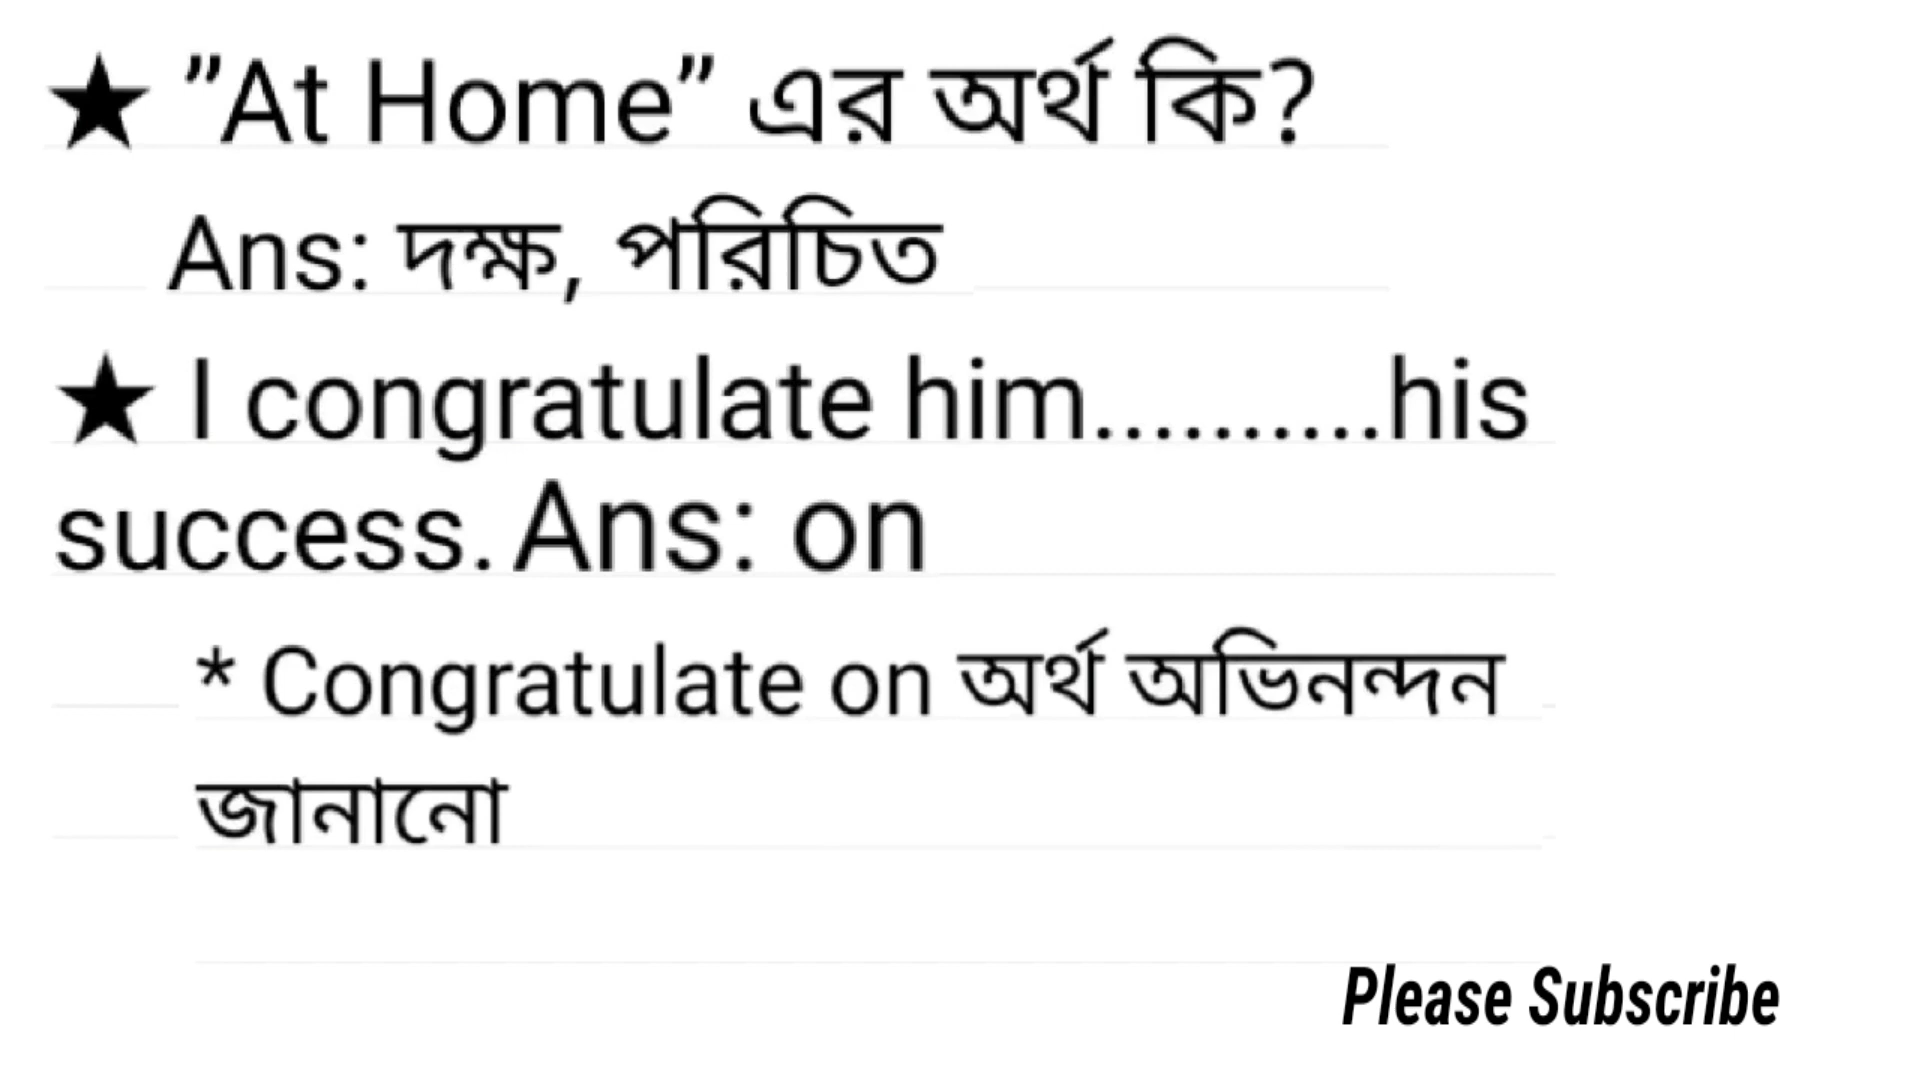 ★ ”At Home” এর অর্থ কি?
Ans: দক্ষ, পরিচিত
★ I congratulate him..........his
success. Ans: on
* Congratulate on অর্থ অভিনন্দন
জানানো
Please Subscribe